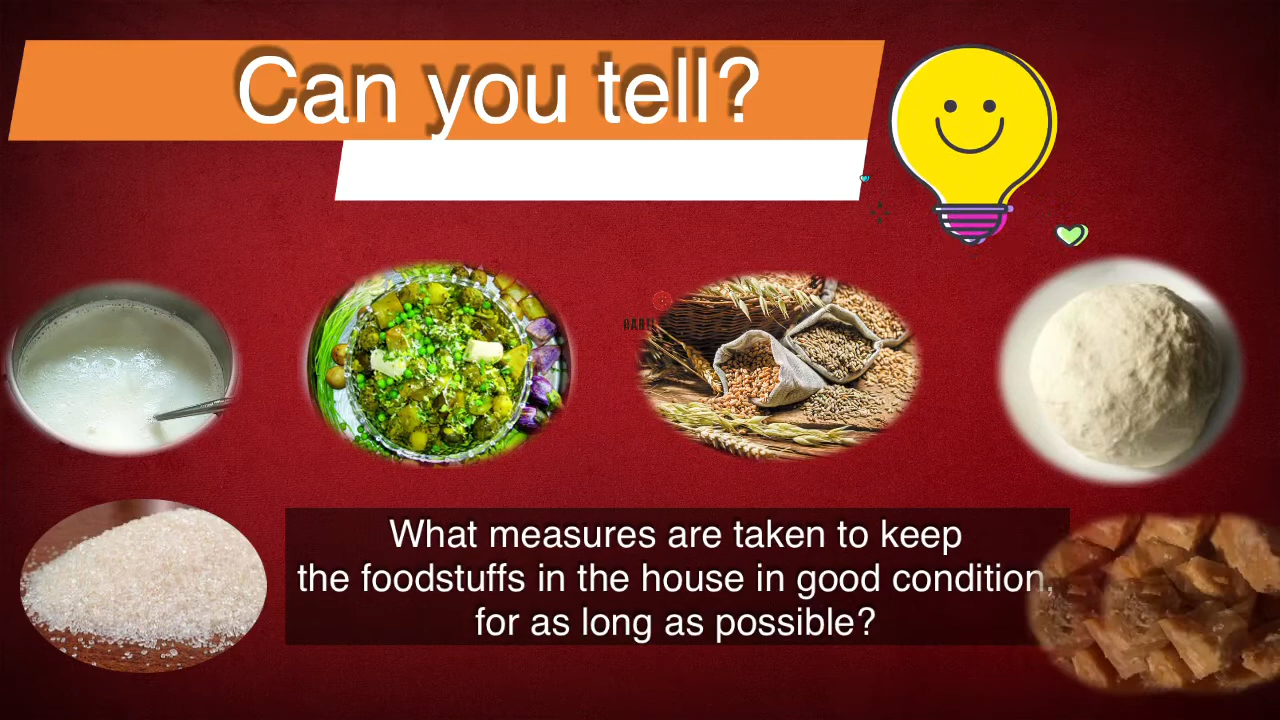 Can you tell?
What measures are taken to keep
the foodstuffs in the house in good condition,
for as long as possible?